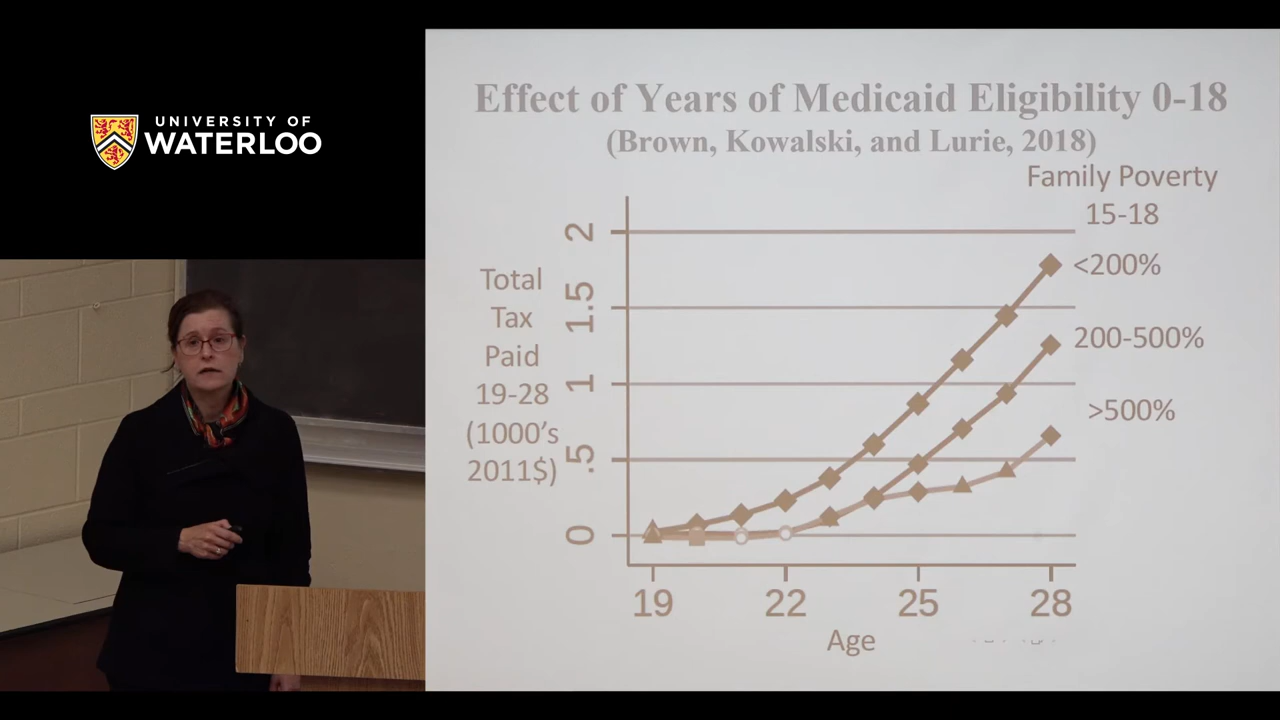 UNIVERSITY OF
WATERLOO
Effect of Years of Medicaid Eligibility 0-18
(Brown, Kowalski, and Lurie, 2018)
Family Poverty
15-18
Total
Tax
Paid
19-28
(1000's
2011$)
2
1.5
1
.5
0
<200%
200-500%
>500%
19 22 25 28
Age